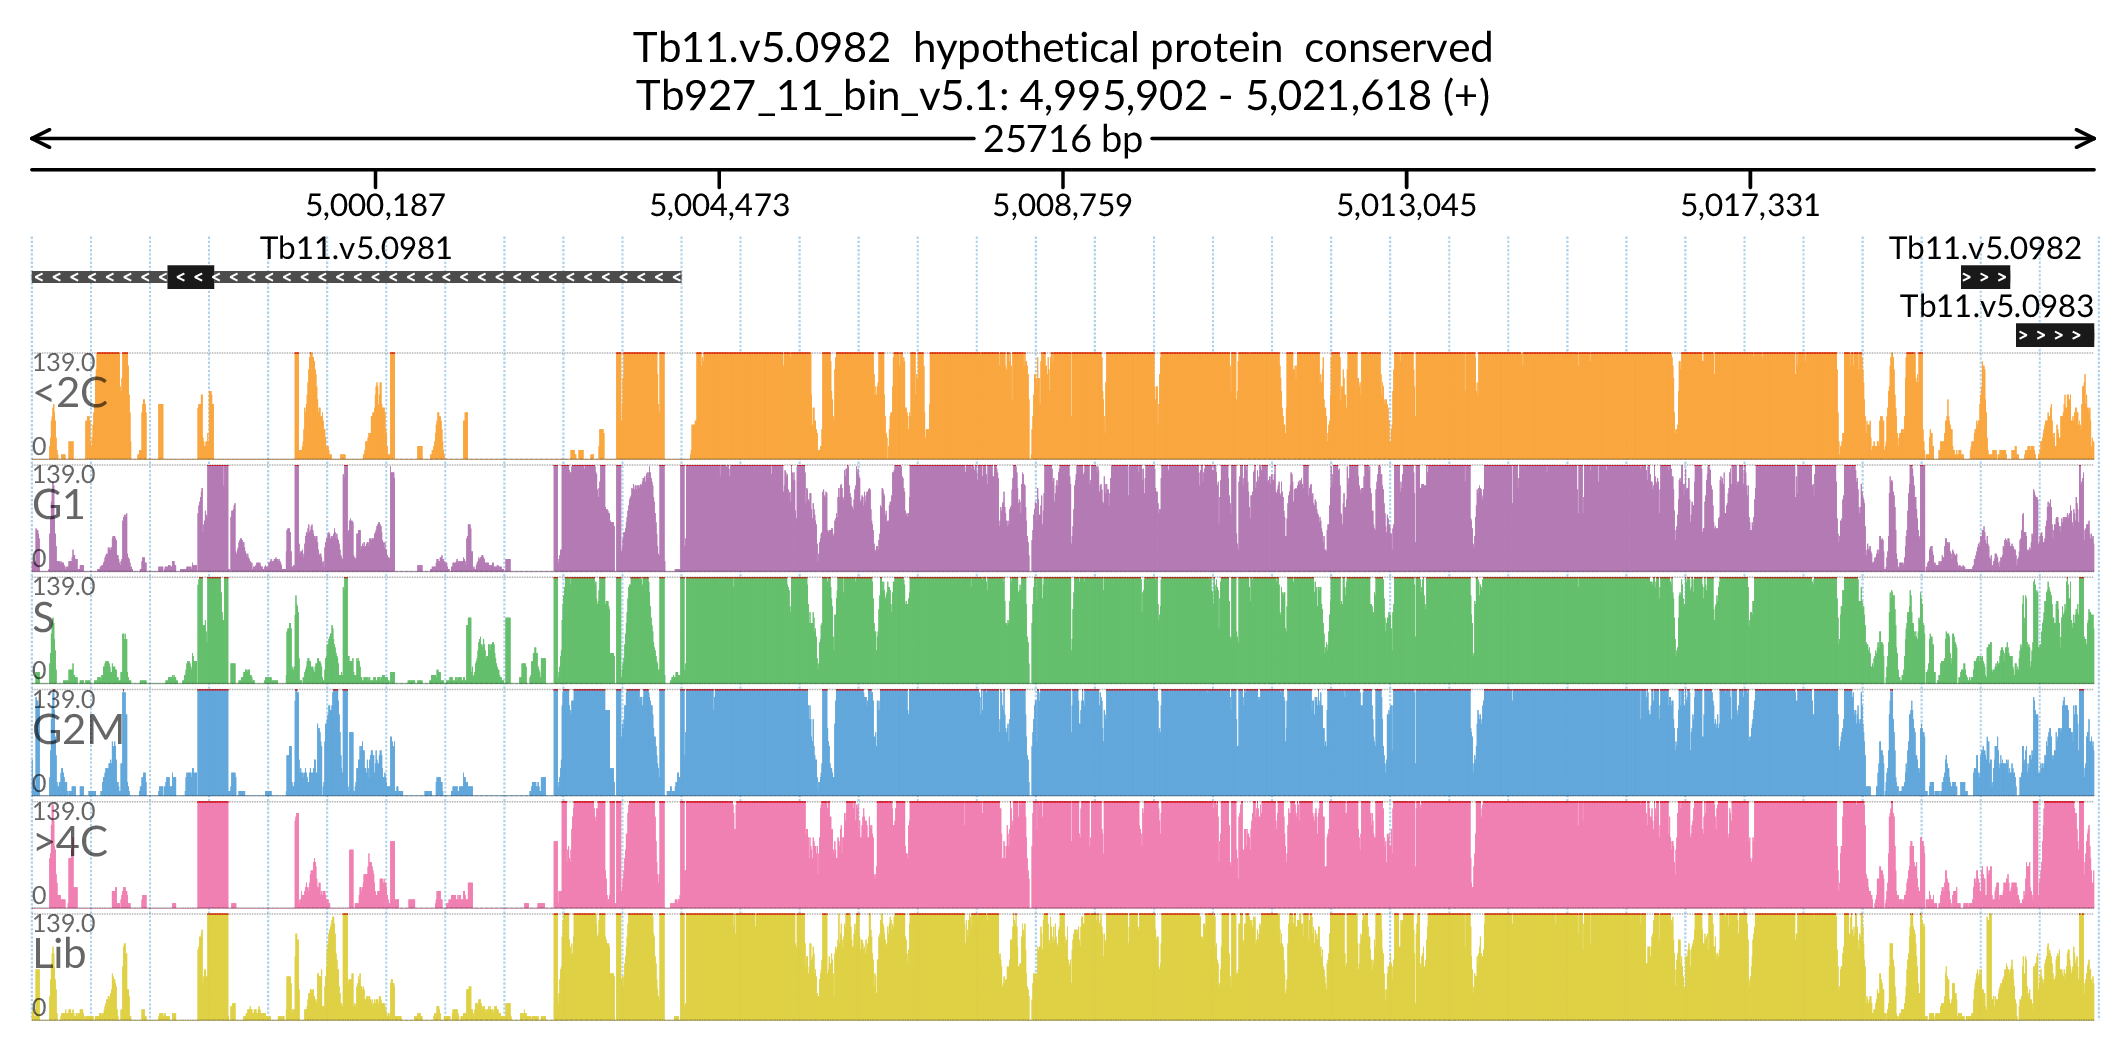 Tb11.v5.0982 hypothetical protein conserved
Tb927_11_bin_v5.1: 4,995,902 - 5,021,618 (+)
25716 bp
5,000,187 5,004,473 5,008,759 5,013,045 5,017,331
Tb11.v5.0981 Tb11.v5.0982
Tb11.v5.0983
139.0
<2C
0
139.0
G1
0
139.0
S
0
139.0
G2M
0
139.0
>4C
0
139.0
Lib
0